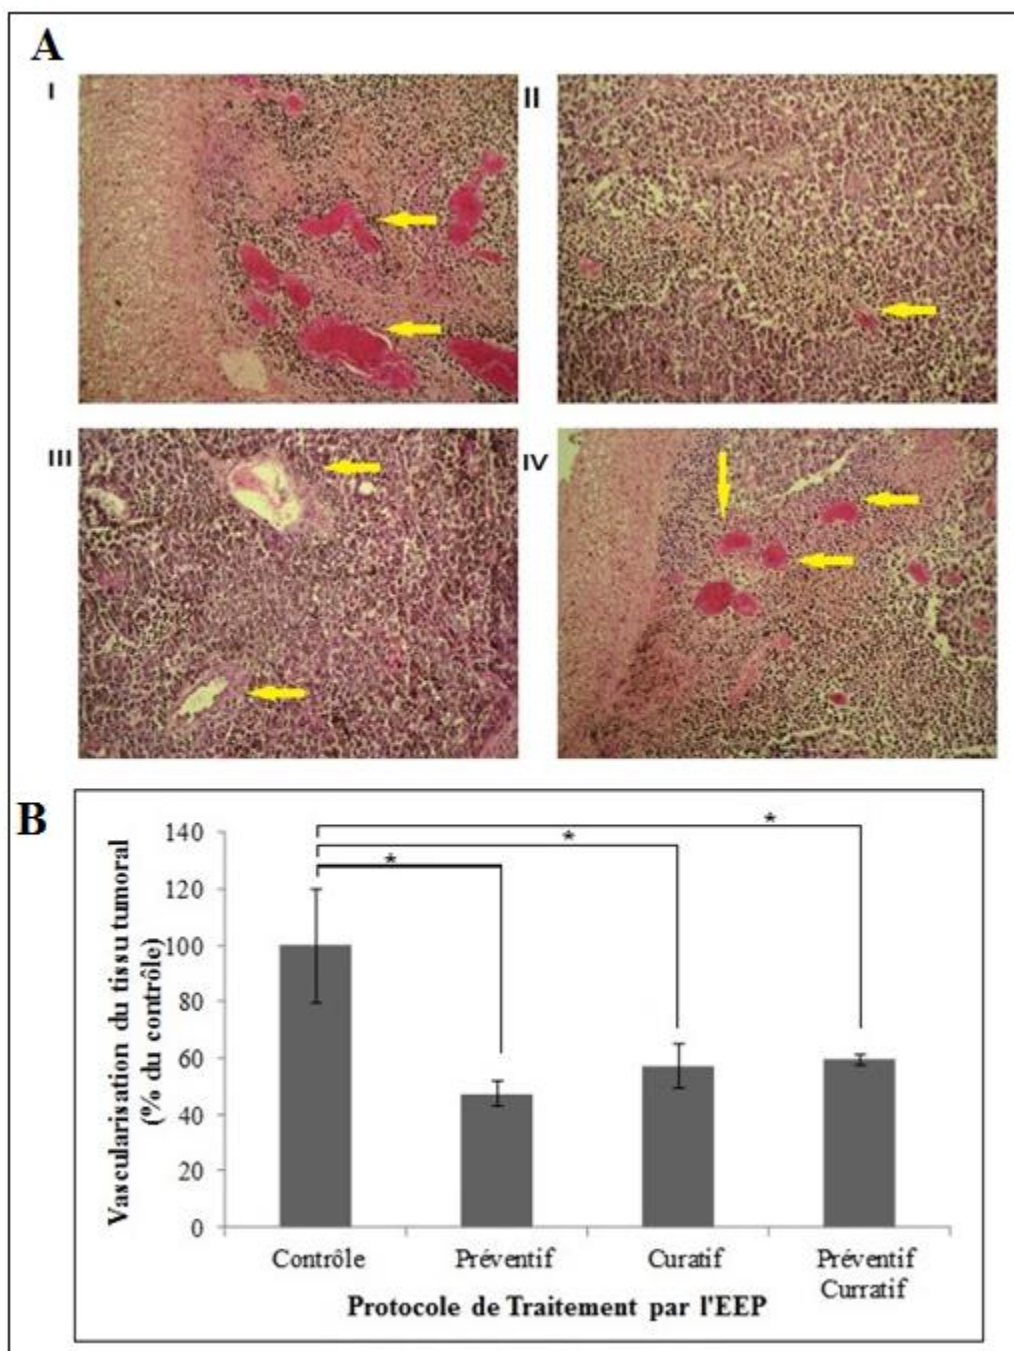 A
I
II
III
IV
B
Vascularisation du tissu tumoral
(% du contrôle)
140
120
100
80
60
40
20
0
*
*
*
Contrôle
Préventif
Curatif
Préventif
Curratif
Protocole de Traitement par l'EEP